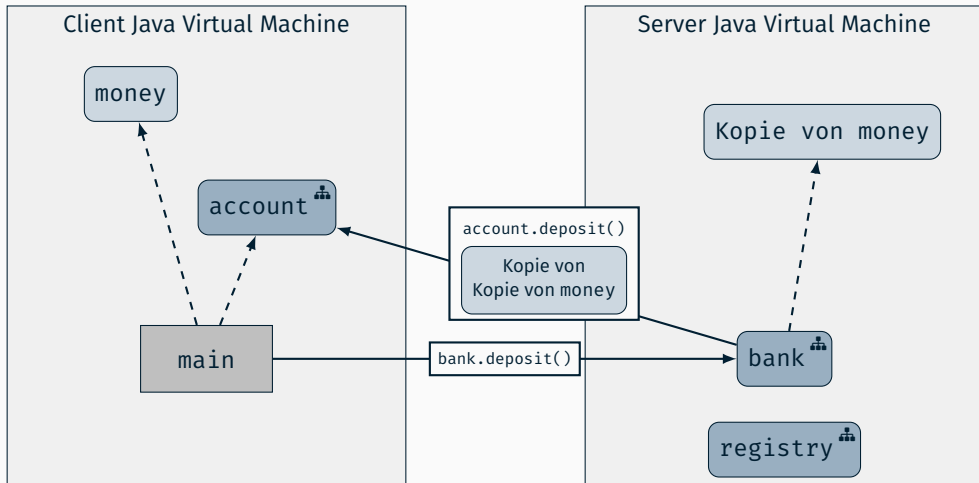 Client Java Virtual Machine
Server Java Virtual Machine
money
Kopie von money
account
account.deposit()
Kopie von
Kopie von money
main
bank.deposit()
bank
registry